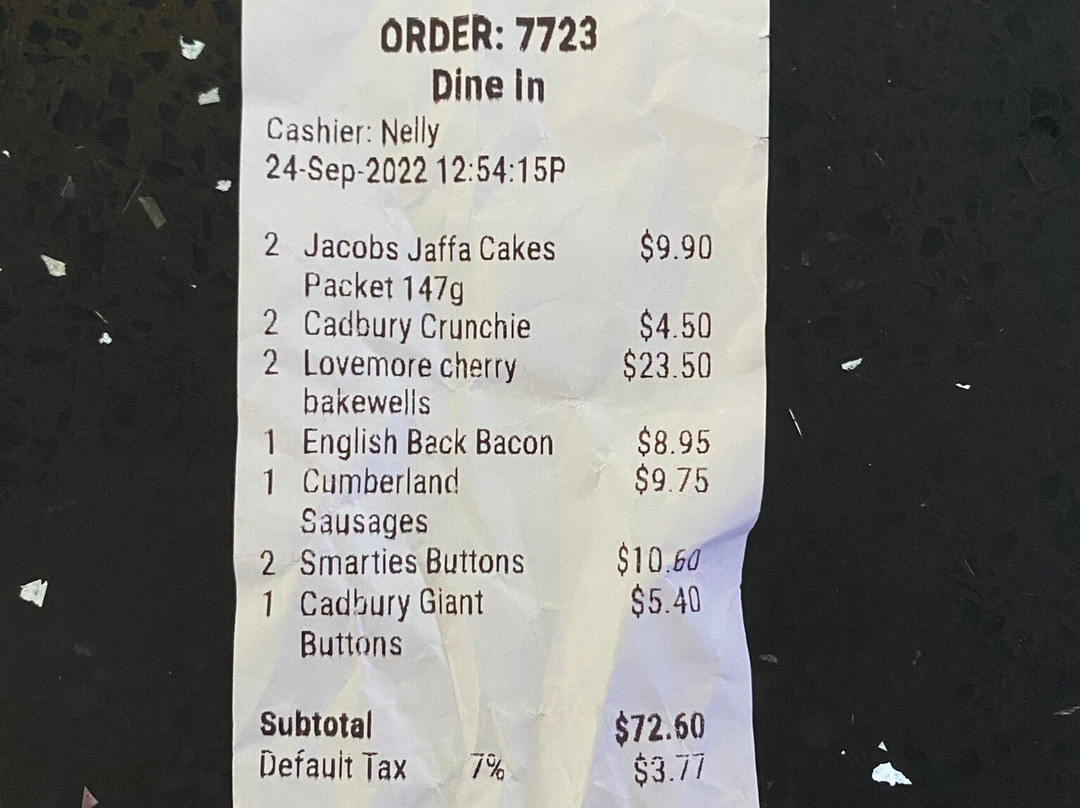 ORDER: 7723
Dine In
Cashier: Nelly
24-Sep-2022 12:54:15P
2 Jacobs Jaffa Cakes $9.90
Packet 147g
2 Cadbury Crunchie $4.50
2 Lovemore cherry $23.50
bakewells
1 English Back Bacon $8.95
1 Cumberland $9.75
Sausages
2 Smarties Buttons $10.60
1 Cadbury Giant $5.40
Buttons
Subtotal $72.60
Default Tax 7% $3.77